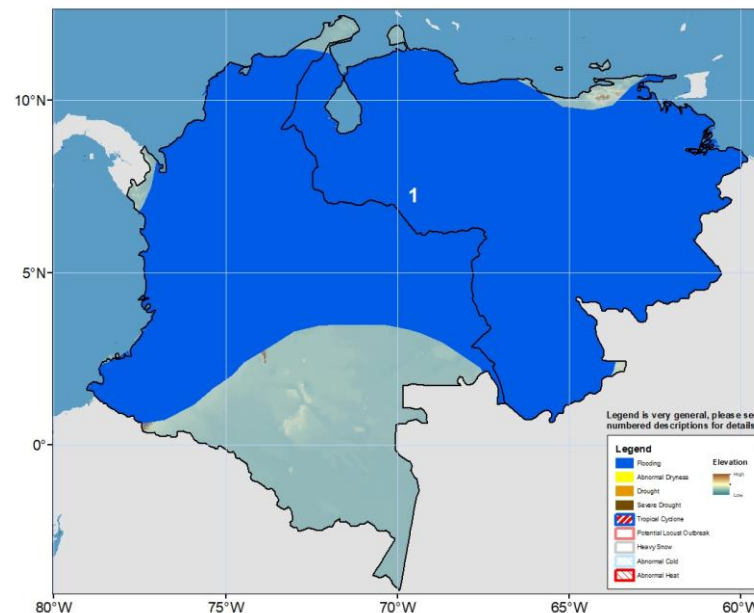 10°N
1
5°N
0°
80°W
75°W
70°W
65°W
60°W
Legend is very general, please se
numbered descriptions for details
Legend
Flooding
Abnormal Dryness
Drought
Severe Drought
Tropical Cyclone
Potential Locust Outbreak
Heavy Snow
Abnormal Cold
Abnormal Heat
Elevation
High
Low